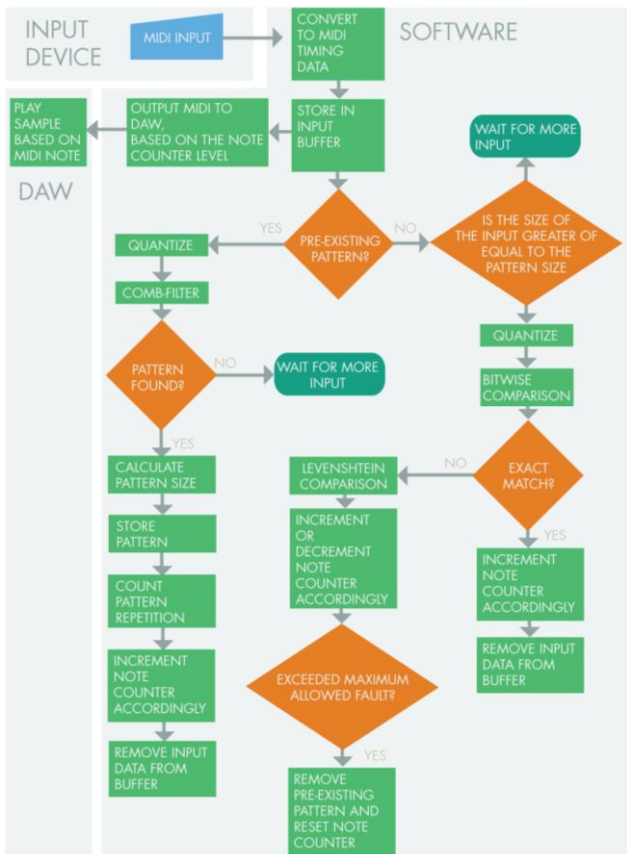 INPUT
DEVICE
MIDI INPUT
CONVERT
TO MIDI
TIMING
DATA
SOFTWARE
PLAY
SAMPLE
BASED ON
MIDI NOTE
OUTPUT MIDI TO
DAW,
BASED ON THE NOTE
COUNTER LEVEL
STORE IN
INPUT
BUFFER
WAIT FOR MORE
INPUT
DAW
IS THE SIZE OF
THE INPUT GREATER OF
EQUAL TO THE
PATTERN SIZE
YES
PRE-EXISTING
PATTERN?
NO
QUANTIZE
COMB-FILTER
QUANTIZE
PATTERN
FOUND?
NO
WAIT FOR MORE
INPUT
BITWISE
COMPARISON
YES
CALCULATE
PATTERN SIZE
LEVENSHTEIN
COMPARISON
NO
EXACT
MATCH?
STORE
PATTERN
INCREMENT
OR
DECREMENT
NOTE
COUNTER
ACCORDINGLY
YES
COUNT
PATTERN
REPETITION
INCREMENT
NOTE
COUNTER
ACCORDINGLY
INCREMENT
NOTE
COUNTER
ACCORDINGLY
EXCEEDED MAXIMUM
ALLOWED FAULT?
REMOVE INPUT
DATA FROM
BUFFER
REMOVE INPUT
DATA FROM
BUFFER
YES
REMOVE
PRE-EXISTING
PATTERN AND
RESET NOTE
COUNTER